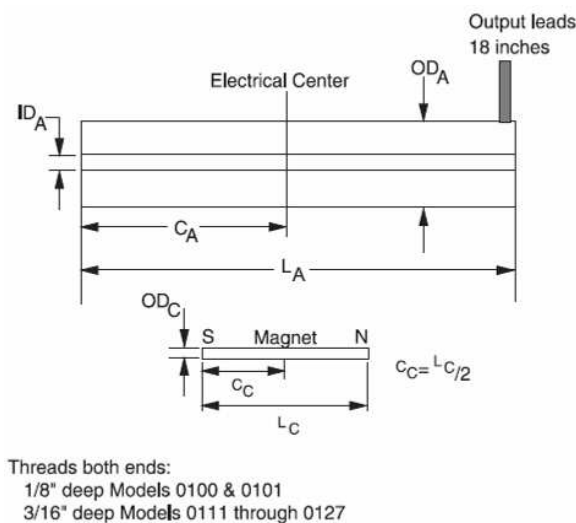 Output leads
18 inches
OD_A
Electrical Center
ID_A
C_A
L_A
OD_C
S Magnet N
C_C
C_C= L_C/2
L_C
Threads both ends:
1/8" deep Models 0100 & 0101
3/16" deep Models 0111 through 0127